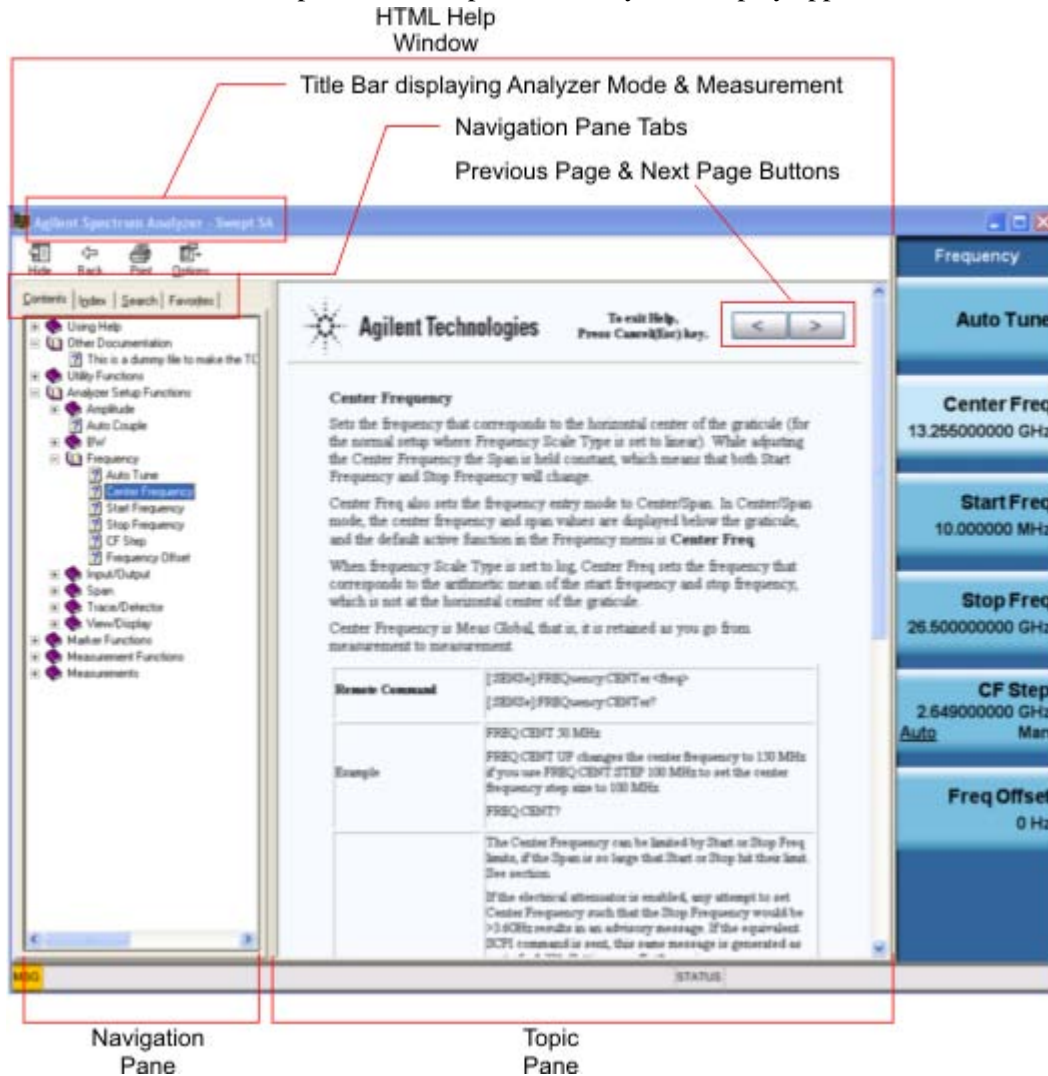 HTML Help
Window
Title Bar displaying Analyzer Mode & Measurement
Navigation Pane Tabs
Previous Page & Next Page Buttons
Agilent Spectrum Analyzer - Swept SA
Hide Back Print Options
Contents Index Search Favorites
Using Help
Other Documentation
This is a dummy file to make the TO
Utility Functions
Analyzer Setup Functions
Amplitude
Auto Couple
BW
Frequency
Auto Tune
Center Frequency
Start Frequency
Stop Frequency
CF Step
Frequency Offset
Input/Output
Span
Trace/Detector
View/Display
Marker Functions
Measurement Functions
Measurements
Agilent Technologies
To exit Help,
Press Cancel(Esc) key.
< >
Center Frequency
Sets the frequency that corresponds to the horizontal center of the graticule (for
the normal setup where Frequency Scale Type is set to linear). While adjusting
the Center Frequency the Span is held constant, which means that both Start
Frequency and Stop Frequency will change.
Center Freq also sets the frequency entry mode to Center/Span. In Center/Span
mode, the center frequency and span values are displayed below the graticule,
and the default active function in the Frequency menu is Center Freq
When frequency Scale Type is set to log, Center Freq sets the frequency that
corresponds to the arithmetic mean of the start frequency and stop frequency,
which is not at the horizontal center of the graticule.
Center Frequency is Meas Global, that is, it is retained as you go from
measurement to measurement
Remote Command
[:SENSe]:FREQuency:CENTer <freq>
[:SENSe]:FREQuency:CENTer?
Example
FREQ:CENT 50 MHz
FREQ:CENT UP changes the center frequency to 150 MHz
if you use FREQ:CENT:STEP 100 MHz to set the center
frequency step size to 100 MHz
FREQ:CENT?
The Center Frequency can be limited by Start or Stop Freq
limits, if the Span is so large that Start or Stop hit their limit.
See section
If the electrical attenuator is enabled, any attempt to set
Center Frequency such that the Stop Frequency would be
>3.6GHz results in an advisory message. If the equivalent
SCPI command is sent, this same message is generated as
Frequency
Auto Tune
Center Freq
13.255000000 GHz
Start Freq
10.000000 MHz
Stop Freq
26.500000000 GHz
CF Step
2.649000000 GHz
Auto Man
Freq Offset
0 Hz
MSG STATUS
Navigation
Pane
Topic
Pane